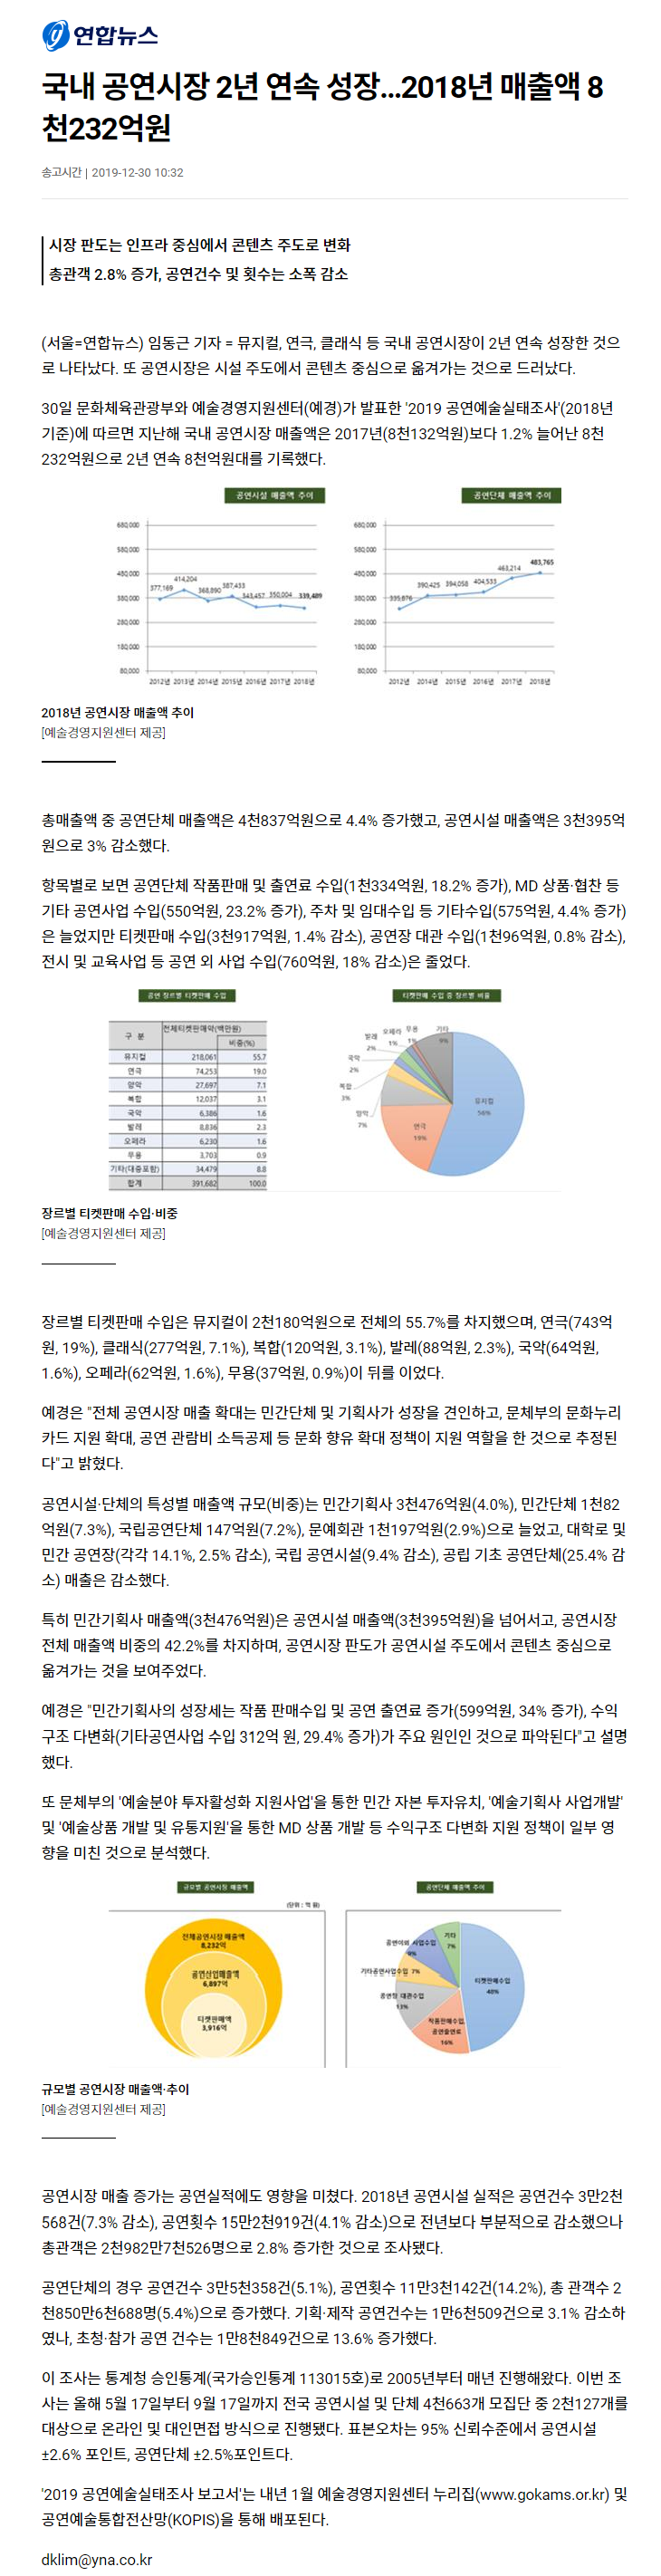 연합뉴스
국내 공연시장 2년 연속 성장...2018년 매출액 8
천232억원
송고시간 | 2019-12-30 10:32
시장 판도는 인프라 중심에서 콘텐츠 주도로 변화
총관객 2.8% 증가, 공연건수 및 횟수는 소폭 감소
(서울=연합뉴스) 임동근 기자 = 뮤지컬, 연극, 클래식 등 국내 공연시장이 2년 연속 성장한 것으
로 나타났다. 또 공연시장은 시설 주도에서 콘텐츠 중심으로 옮겨가는 것으로 드러났다.
30일 문화체육관광부와 예술경영지원센터(예경)가 발표한 '2019 공연예술실태조사'(2018년
기준)에 따르면 지난해 국내 공연시장 매출액은 2017년(8천132억원)보다 1.2% 늘어난 8천
232억원으로 2년 연속 8천억원대를 기록했다.
공연시설 매출액 추이
680,000
580,000
480,000
380,000
280,000
180,000
80,000
377,169
414,204
368,890
387,433
343,457
350,004
339,489
2012년 2013년 2014년 2015년 2016년 2017년 2018년
공연단체 매출액 추이
680,000
580,000
480,000
380,000
280,000
180,000
80,000
335,876
390,425
394,058
404,533
463,214
483,765
2012년 2014년 2015년 2016년 2017년 2018년
2018년 공연시장 매출액 추이
[예술경영지원센터 제공]
총매출액 중 공연단체 매출액은 4천837억원으로 4.4% 증가했고, 공연시설 매출액은 3천395억
원으로 3% 감소했다.
항목별로 보면 공연단체 작품판매 및 출연료 수입(1천334억원, 18.2% 증가), MD 상품·협찬 등
기타 공연사업 수입(550억원, 23.2% 증가), 주차 및 임대수입 등 기타수입(575억원, 4.4% 증가)
은 늘었지만 티켓판매 수입(3천917억원, 1.4% 감소), 공연장 대관 수입(1천96억원, 0.8% 감소),
전시 및 교육사업 등 공연 외 사업 수입(760억원, 18% 감소)은 줄었다.
공연 장르별 티켓판매 수입
구 분 전체티켓판매약(백만원)
비중(%)
뮤지컬 218,061 55.7
연극 74,253 19.0
양악 27,697 7.1
복합 12,037 3.1
국악 6,386 1.6
발레 8,836 2.3
오페라 6,230 1.6
무용 3,703 0.9
기타(대중포함) 34,479 8.8
합계 391,682 100.0
티켓판매 수입 중 장르별 비율
뮤지컬
56%
연극
19%
양악
7%
복합
3%
국악
2%
발레
2%
오페라
1%
무용
1%
기타
9%
장르별 티켓판매 수입·비중
[예술경영지원센터 제공]
장르별 티켓판매 수입은 뮤지컬이 2천180억원으로 전체의 55.7%를 차지했으며, 연극(743억
원, 19%), 클래식(277억원, 7.1%), 복합(120억원, 3.1%), 발레(88억원, 2.3%), 국악(64억원,
1.6%), 오페라(62억원, 1.6%), 무용(37억원, 0.9%)이 뒤를 이었다.
예경은 "전체 공연시장 매출 확대는 민간단체 및 기획사가 성장을 견인하고, 문체부의 문화누리
카드 지원 확대, 공연 관람비 소득공제 등 문화 향유 확대 정책이 지원 역할을 한 것으로 추정된
다"고 밝혔다.
공연시설·단체의 특성별 매출액 규모(비중)는 민간기획사 3천476억원(4.0%), 민간단체 1천82
억원(7.3%), 국립공연단체 147억원(7.2%), 문예회관 1천197억원(2.9%)으로 늘었고, 대학로 및
민간 공연장(각각 14.1%, 2.5% 감소), 국립 공연시설(9.4% 감소), 공립 기초 공연단체(25.4% 감
소) 매출은 감소했다.
특히 민간기획사 매출액(3천476억원)은 공연시설 매출액(3천395억원)을 넘어서고, 공연시장
전체 매출액 비중의 42.2%를 차지하며, 공연시장 판도가 공연시설 주도에서 콘텐츠 중심으로
옮겨가는 것을 보여주었다.
예경은 "민간기획사의 성장세는 작품 판매수입 및 공연 출연료 증가(599억원, 34% 증가), 수익
구조 다변화(기타공연사업 수입 312억 원, 29.4% 증가)가 주요 원인인 것으로 파악된다"고 설명
했다.
또 문체부의 '예술분야 투자활성화 지원사업'을 통한 민간 자본 투자유치, '예술기획사 사업개발'
및 '예술상품 개발 및 유통지원'을 통한 MD 상품 개발 등 수익구조 다변화 지원 정책이 일부 영
향을 미친 것으로 분석했다.
규모별 공연시장 매출액
(단위 : 억 원)
전체공연시장 매출액
8,232억
공연산업매출액
6,897억
티켓판매액
3,916억
공연단체 매출액 추이
티켓판매수입
48%
작품판매수입,
공연출연료
16%
공연장 대관수입
13%
기타공연사업수입 7%
공연이외 사업수입
9%
기타
7%
규모별 공연시장 매출액·추이
[예술경영지원센터 제공]
공연시장 매출 증가는 공연실적에도 영향을 미쳤다. 2018년 공연시설 실적은 공연건수 3만2천
568건(7.3% 감소), 공연횟수 15만2천919건(4.1% 감소)으로 전년보다 부분적으로 감소했으나
총관객은 2천982만7천526명으로 2.8% 증가한 것으로 조사됐다.
공연단체의 경우 공연건수 3만5천358건(5.1%), 공연횟수 11만3천142건(14.2%), 총 관객수 2
천850만6천688명(5.4%)으로 증가했다. 기획·제작 공연건수는 1만6천509건으로 3.1% 감소하
였나, 초청·참가 공연 건수는 1만8천849건으로 13.6% 증가했다.
이 조사는 통계청 승인통계(국가승인통계 113015호)로 2005년부터 매년 진행해왔다. 이번 조
사는 올해 5월 17일부터 9월 17일까지 전국 공연시설 및 단체 4천663개 모집단 중 2천127개를
대상으로 온라인 및 대인면접 방식으로 진행됐다. 표본오차는 95% 신뢰수준에서 공연시설
±2.6% 포인트, 공연단체 ±2.5%포인트다.
'2019 공연예술실태조사 보고서'는 내년 1월 예술경영지원센터 누리집(www.gokams.or.kr) 및
공연예술통합전산망(KOPIS)을 통해 배포된다.
dklim@yna.co.kr